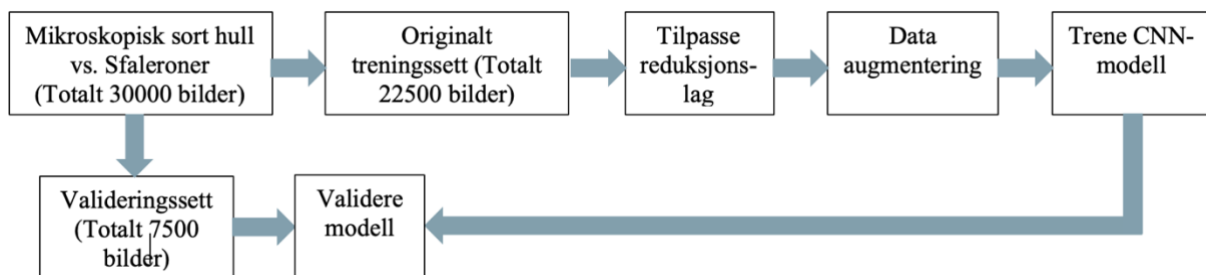 Mikroskopisk sort hull
vs. Sfaleroner
(Totalt 30000 bilder)
Originalt
treningssett (Totalt
22500 bilder)
Tilpasse
reduksjons-
lag
Data
augmentering
Trene CNN-
modell
Valideringssett
(Totalt 7500
bilder)
Validere
modell